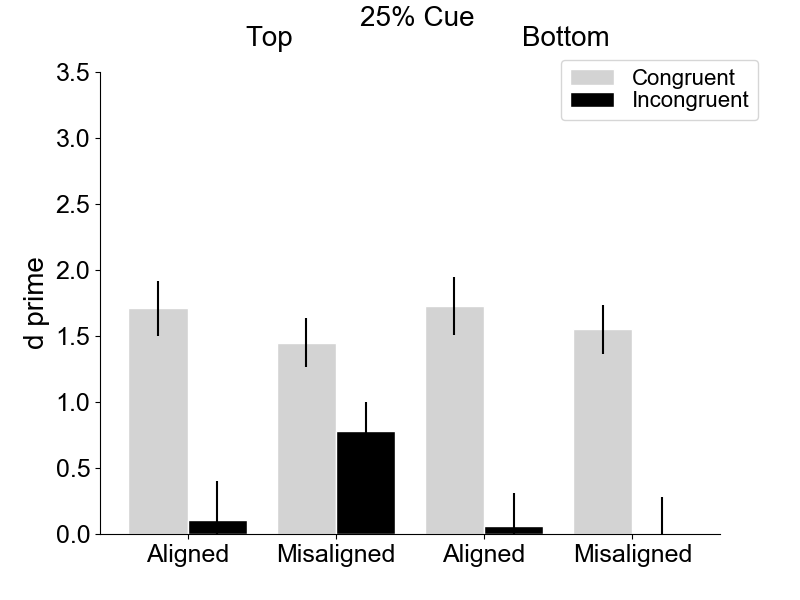 25% Cue
Top
Bottom
Congruent
Incongruent
3.5
3.0
2.5
2.0
1.5
1.0
0.5
0.0
d prime
Aligned
Misaligned
Aligned
Misaligned